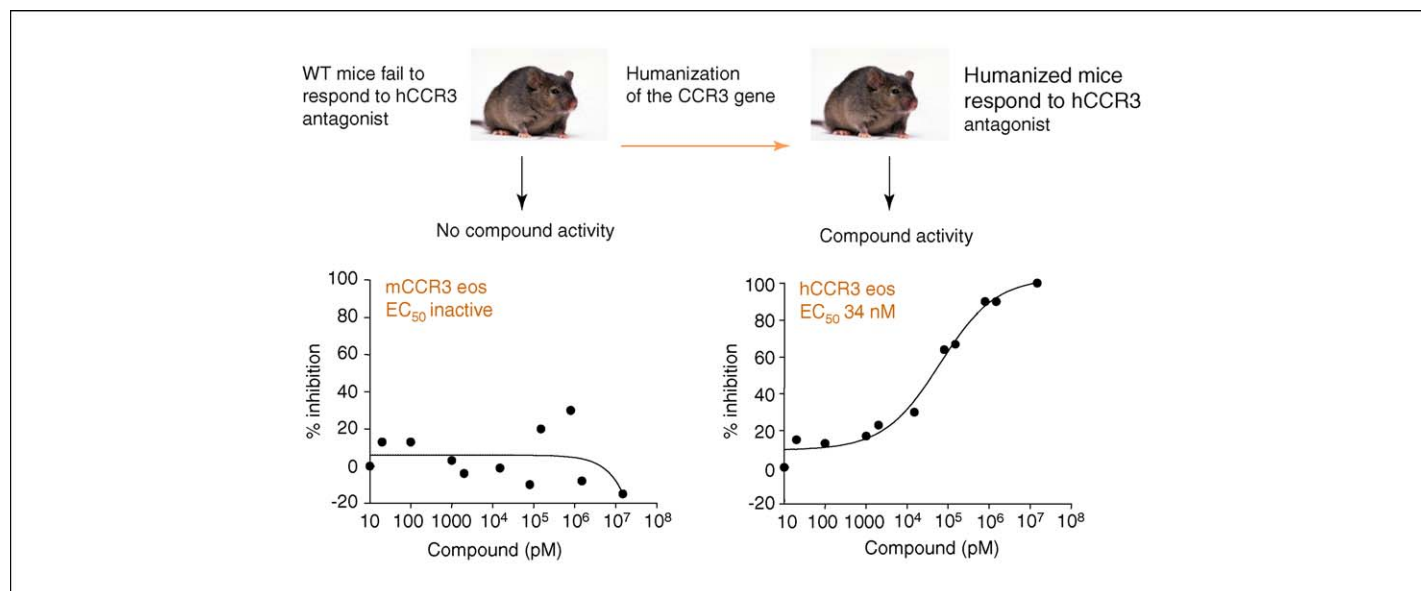 WT mice fail to
respond to hCCR3
antagonist
Humanization
of the CCR3 gene
Humanized mice
respond to hCCR3
antagonist
No compound activity
Compound activity
mCCR3 eos
EC₅₀ inactive
% inhibition
100
80
60
40
20
0
-20
10
100
1000
10⁴
10⁵
10⁶
10⁷
10⁸
Compound (pM)
hCCR3 eos
EC₅₀ 34 nM
% inhibition
100
80
60
40
20
0
-20
10
100
1000
10⁴
10⁵
10⁶
10⁷
10⁸
Compound (pM)